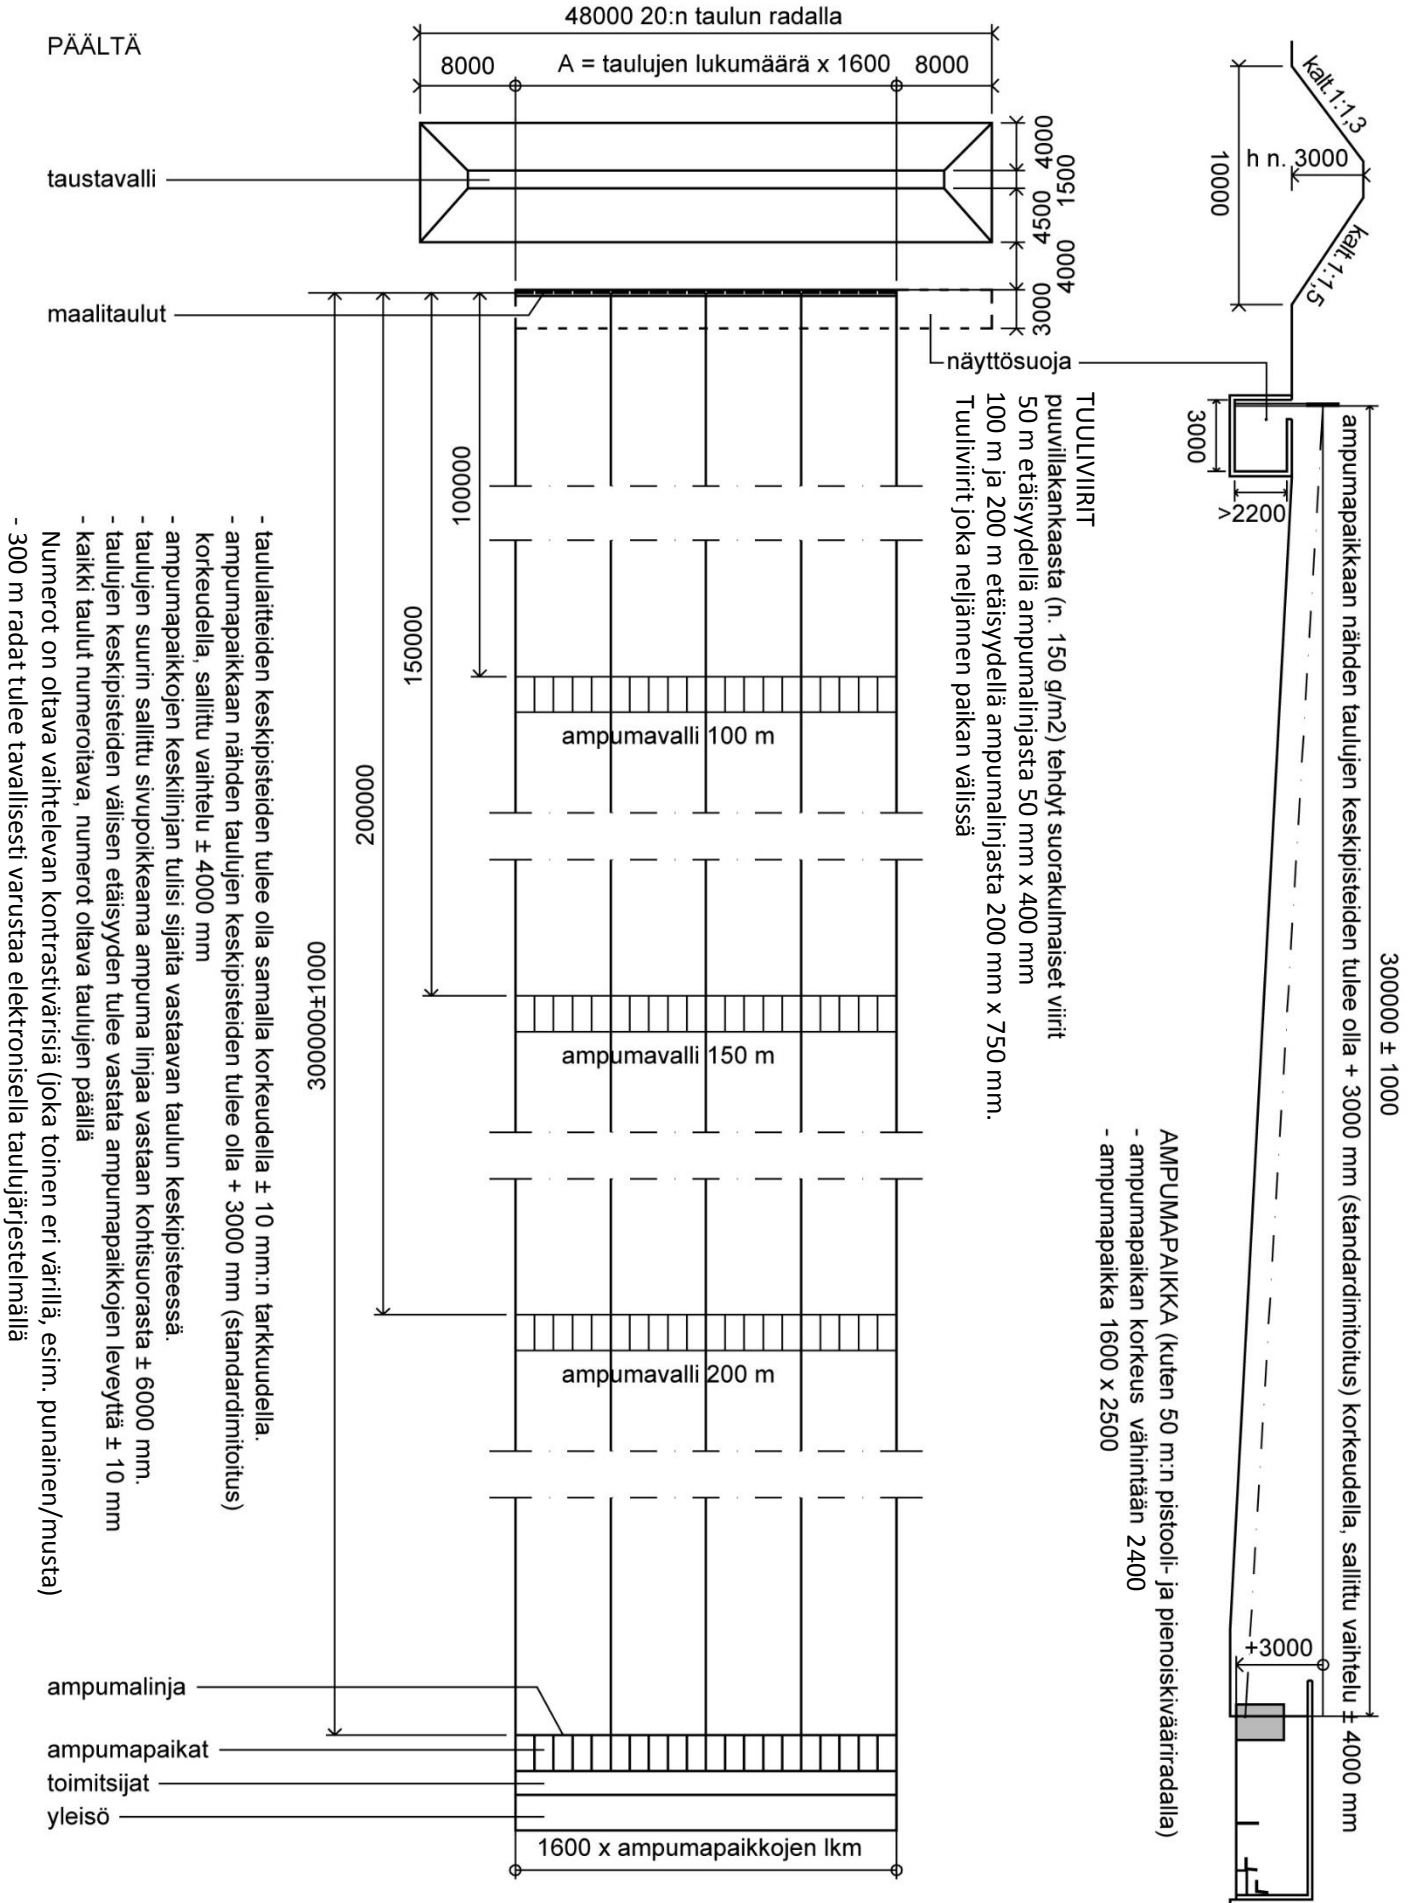 PÄÄLTÄ
48000 20:n taulun radalla
8000
A = taulujen lukumäärä x 1600
8000
4000
1500
4500
4000
3000
taustavalli
maalitaulut
näyttösuoja
kalt.1:1,3
h n. 3000
10000
kalt.1:1,5
3000
>2200
300000 ± 1000
ampumapaikkaan nähden taulujen keskipisteiden tulee olla + 3000 mm (standardimitoitus) korkeudella, sallittu vaihtelu ± 4000 mm
+3000
TUULIVIIRIT
puuvillakankaasta (n. 150 g/m2) tehdyt suorakulmaiset viirit
50 m etäisyydellä ampumalinjasta 50 mm x 400 mm
100 m ja 200 m etäisyydellä ampumalinjasta 200 mm x 750 mm.
Tuuliviirit joka neljännen paikan välissä
AMPUMAPAIKKA (kuten 50 m:n pistooli- ja pienoiskivääriradalla)
- ampumapaikan korkeus vähintään 2400
- ampumapaikka 1600 x 2500
100000
150000
200000
300000±1000
ampumavalli 100 m
ampumavalli 150 m
ampumavalli 200 m
- taululaitteiden keskipisteiden tulee olla samalla korkeudella ± 10 mm:n tarkkuudella.
- ampumapaikkaan nähden taulujen keskipisteiden tulee olla + 3000 mm (standardimitoitus)
korkeudella, sallittu vaihtelu ± 4000 mm
- ampumapaikkojen keskilinjan tulisi sijaita vastaavan taulun keskipisteessä.
- taulujen suurin sallittu sivupoikkeama ampuma linjaa vastaan kohtisuorasta ± 6000 mm.
- taulujen keskipisteiden välisen etäisyyden tulee vastata ampumapaikkojen leveyttä ± 10 mm
- kaikki taulut numeroitava, numerot oltava taulujen päällä
Numerot on oltava vaihtelevan kontrastivärisiä (joka toinen eri värillä, esim. punainen/musta)
- 300 m radat tulee tavallisesti varustaa elektronisella taulujärjestelmällä
ampumalinja
ampumapaikat
toimitsijat
yleisö
1600 x ampumapaikkojen lkm